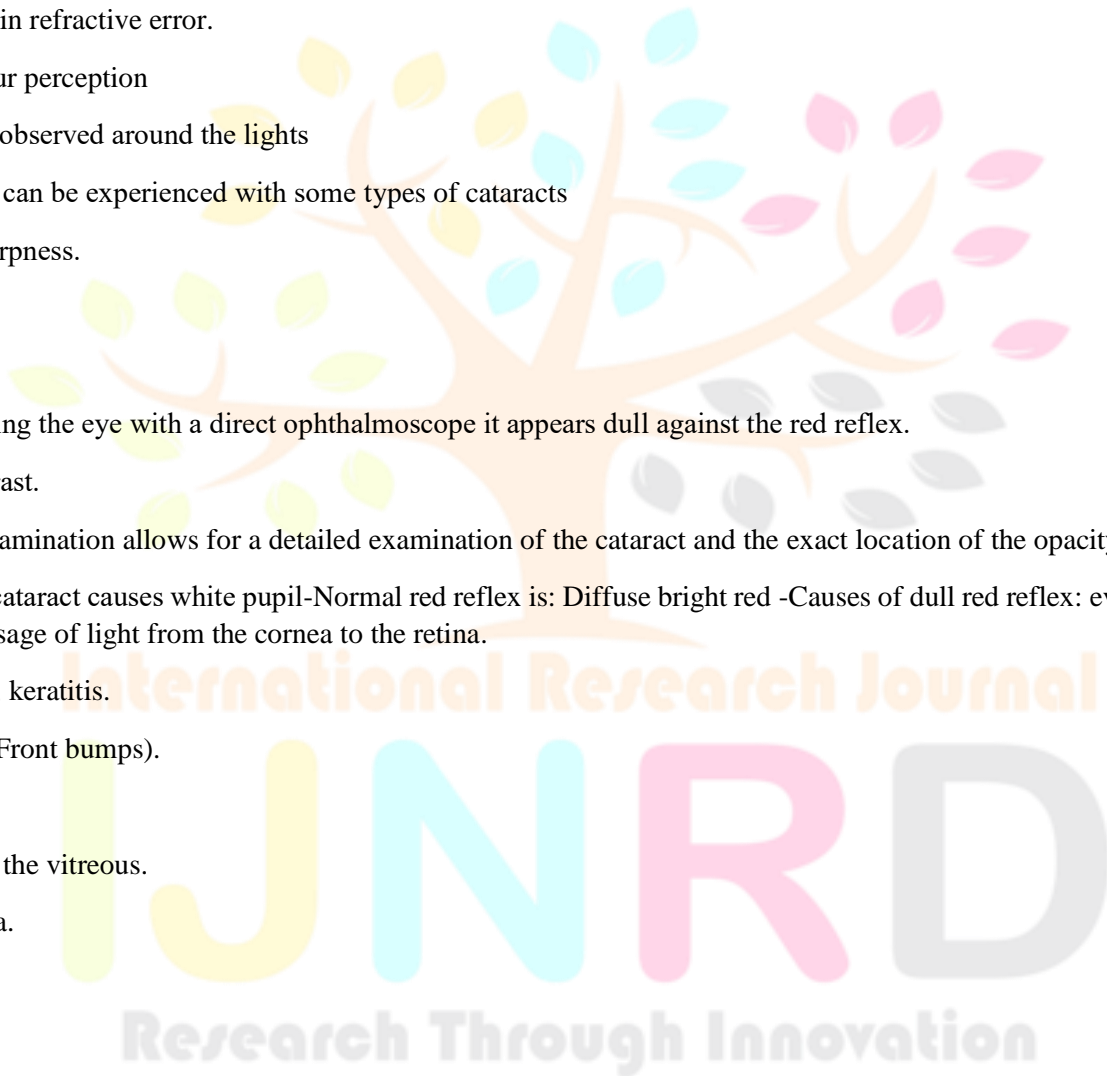 in refractive error.
ur perception
observed around the lights
can be experienced with some types of cataracts
rpness.
ing the eye with a direct ophthalmoscope it appears dull against the red reflex.
rast.
amination allows for a detailed examination of the cataract and the exact location of the opacity
cataract causes white pupil-Normal red reflex is: Diffuse bright red -Causes of dull red reflex: ev
sage of light from the cornea to the retina.
International Research Journal
keratitis.
Front bumps).
IJNRD
the vitreous.
a.
Research Through Innovation